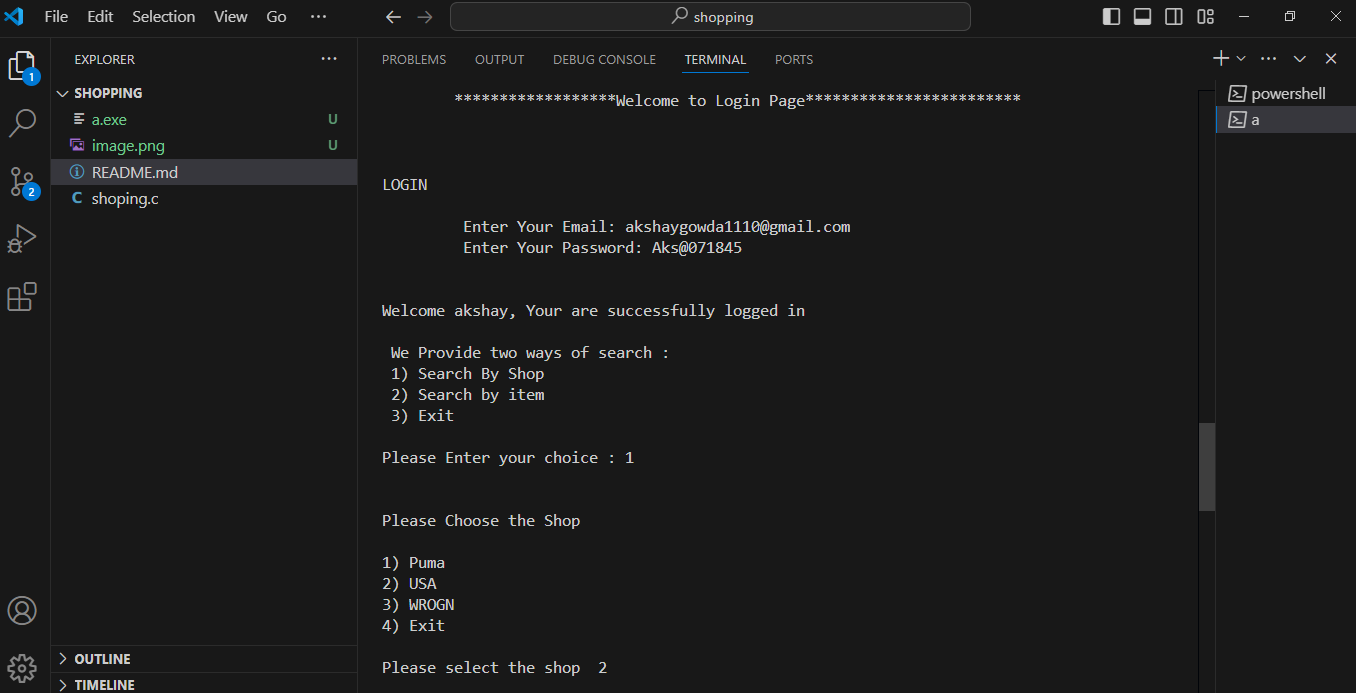 File Edit Selection View Go ··· shopping
EXPLORER ···
SHOPPING
a.exe U
image.png U
README.md
shoping.c
OUTLINE
TIMELINE
1
2
PROBLEMS OUTPUT DEBUG CONSOLE TERMINAL PORTS
******************Welcome to Login Page************************
LOGIN
Enter Your Email: akshaygowda1110@gmail.com
Enter Your Password: Aks@071845
Welcome akshay, Your are successfully logged in
We Provide two ways of search :
1) Search By Shop
2) Search by item
3) Exit
Please Enter your choice : 1
Please Choose the Shop
1) Puma
2) USA
3) WROGN
4) Exit
Please select the shop  2
powershell
a